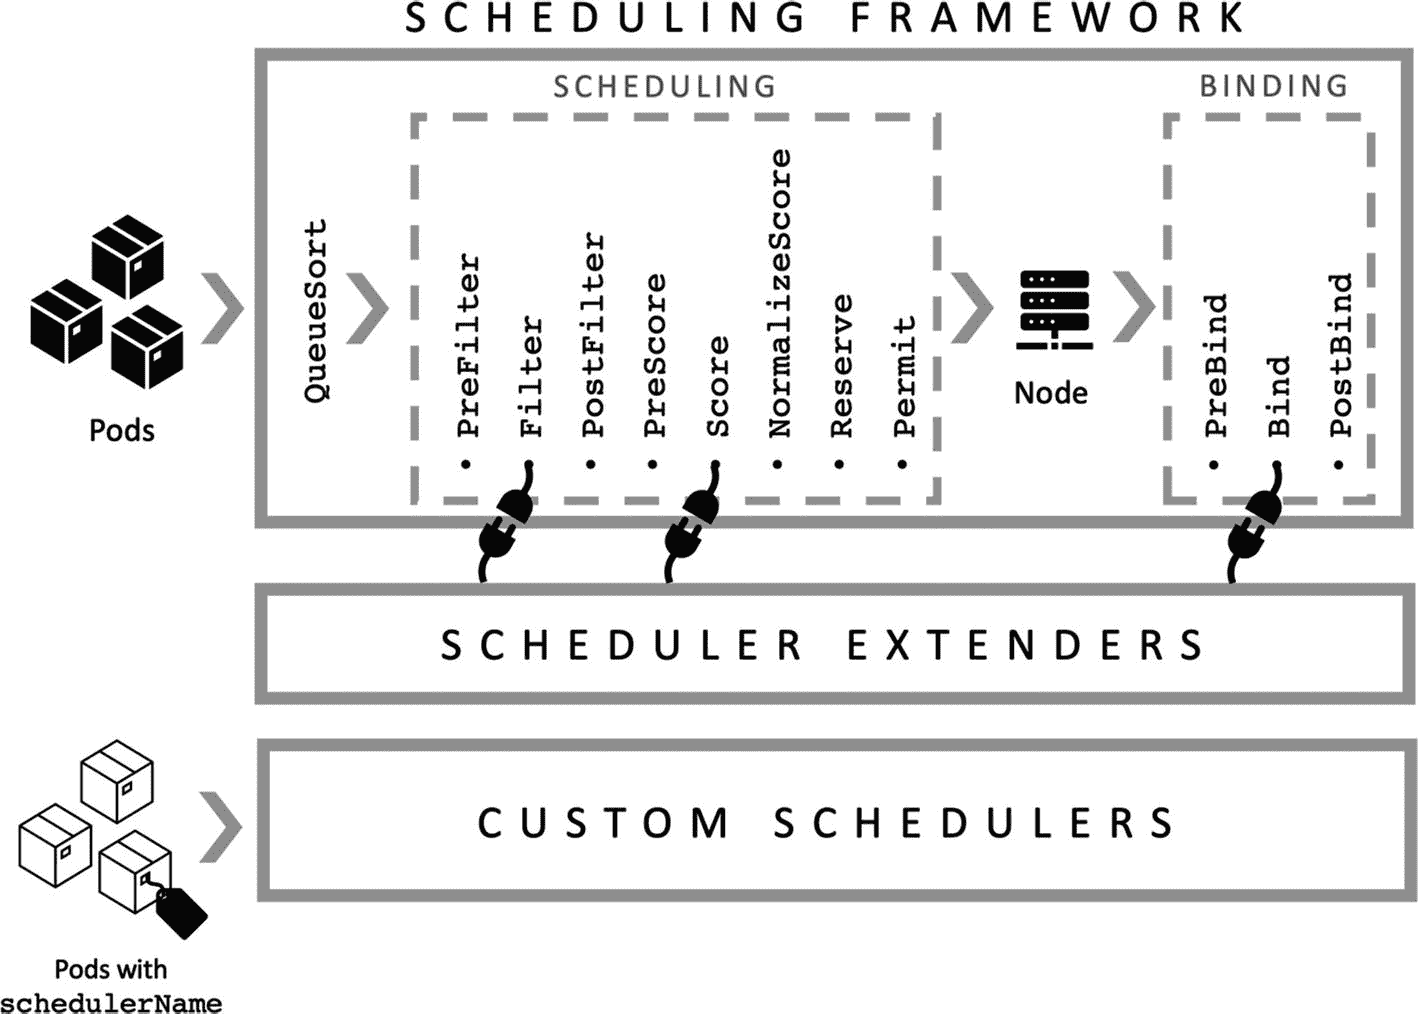 SCHEDULING FRAMEWORK
SCHEDULING
BINDING
Pods
QueueSort
PreFilter
Filter
PostFilter
PreScore
Score
NormalizeScore
Reserve
Permit
Node
PreBind
Bind
PostBind
SCHEDULER EXTENDERS
CUSTOM SCHEDULERS
Pods with
schedulerName